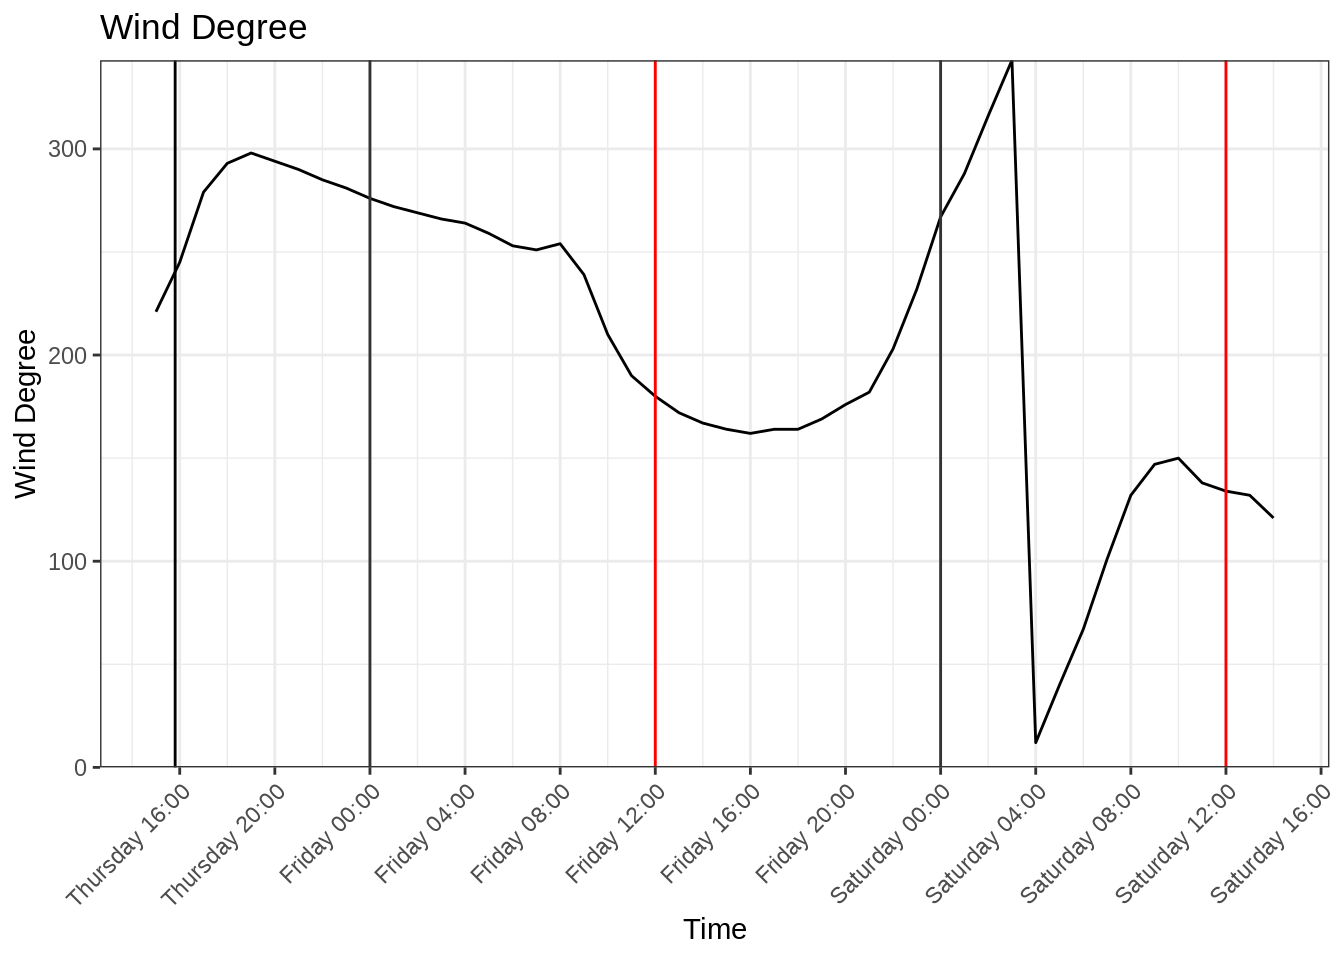 Wind Degree
Wind Degree
300
200
100
0
Thursday 16:00
Thursday 20:00
Friday 00:00
Friday 04:00
Friday 08:00
Friday 12:00
Friday 16:00
Friday 20:00
Saturday 00:00
Saturday 04:00
Saturday 08:00
Saturday 12:00
Saturday 16:00
Time